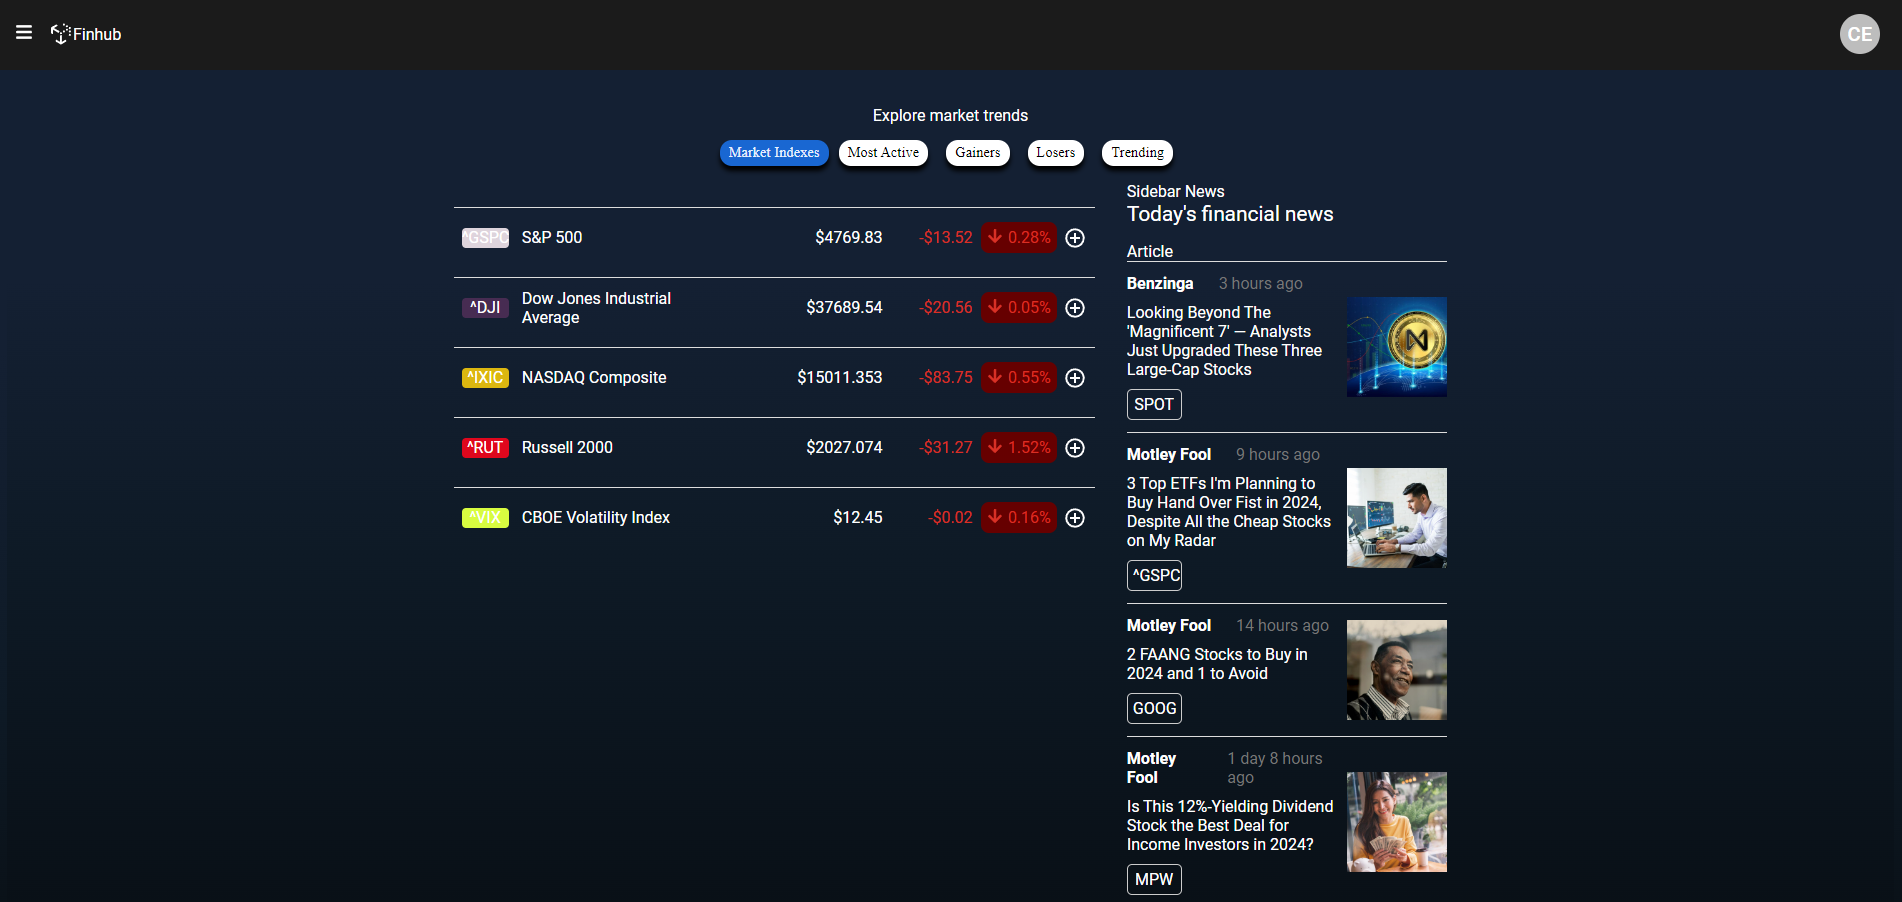 Finhub
CE
Explore market trends
Market Indexes
Most Active
Gainers
Losers
Trending
^GSPC S&P 500 $4769.83 -$13.52 0.28%
^DJI Dow Jones Industrial Average $37689.54 -$20.56 0.05%
^IXIC NASDAQ Composite $15011.353 -$83.75 0.55%
^RUT Russell 2000 $2027.074 -$31.27 1.52%
^VIX CBOE Volatility Index $12.45 -$0.02 0.16%
Sidebar News
Today's financial news
Article
Benzinga 3 hours ago
Looking Beyond The
'Magnificent 7' — Analysts
Just Upgraded These Three
Large-Cap Stocks
SPOT
Motley Fool 9 hours ago
3 Top ETFs I'm Planning to
Buy Hand Over Fist in 2024,
Despite All the Cheap Stocks
on My Radar
^GSPC
Motley Fool 14 hours ago
2 FAANG Stocks to Buy in
2024 and 1 to Avoid
GOOG
Motley Fool 1 day 8 hours ago
Is This 12%-Yielding Dividend
Stock the Best Deal for
Income Investors in 2024?
MPW